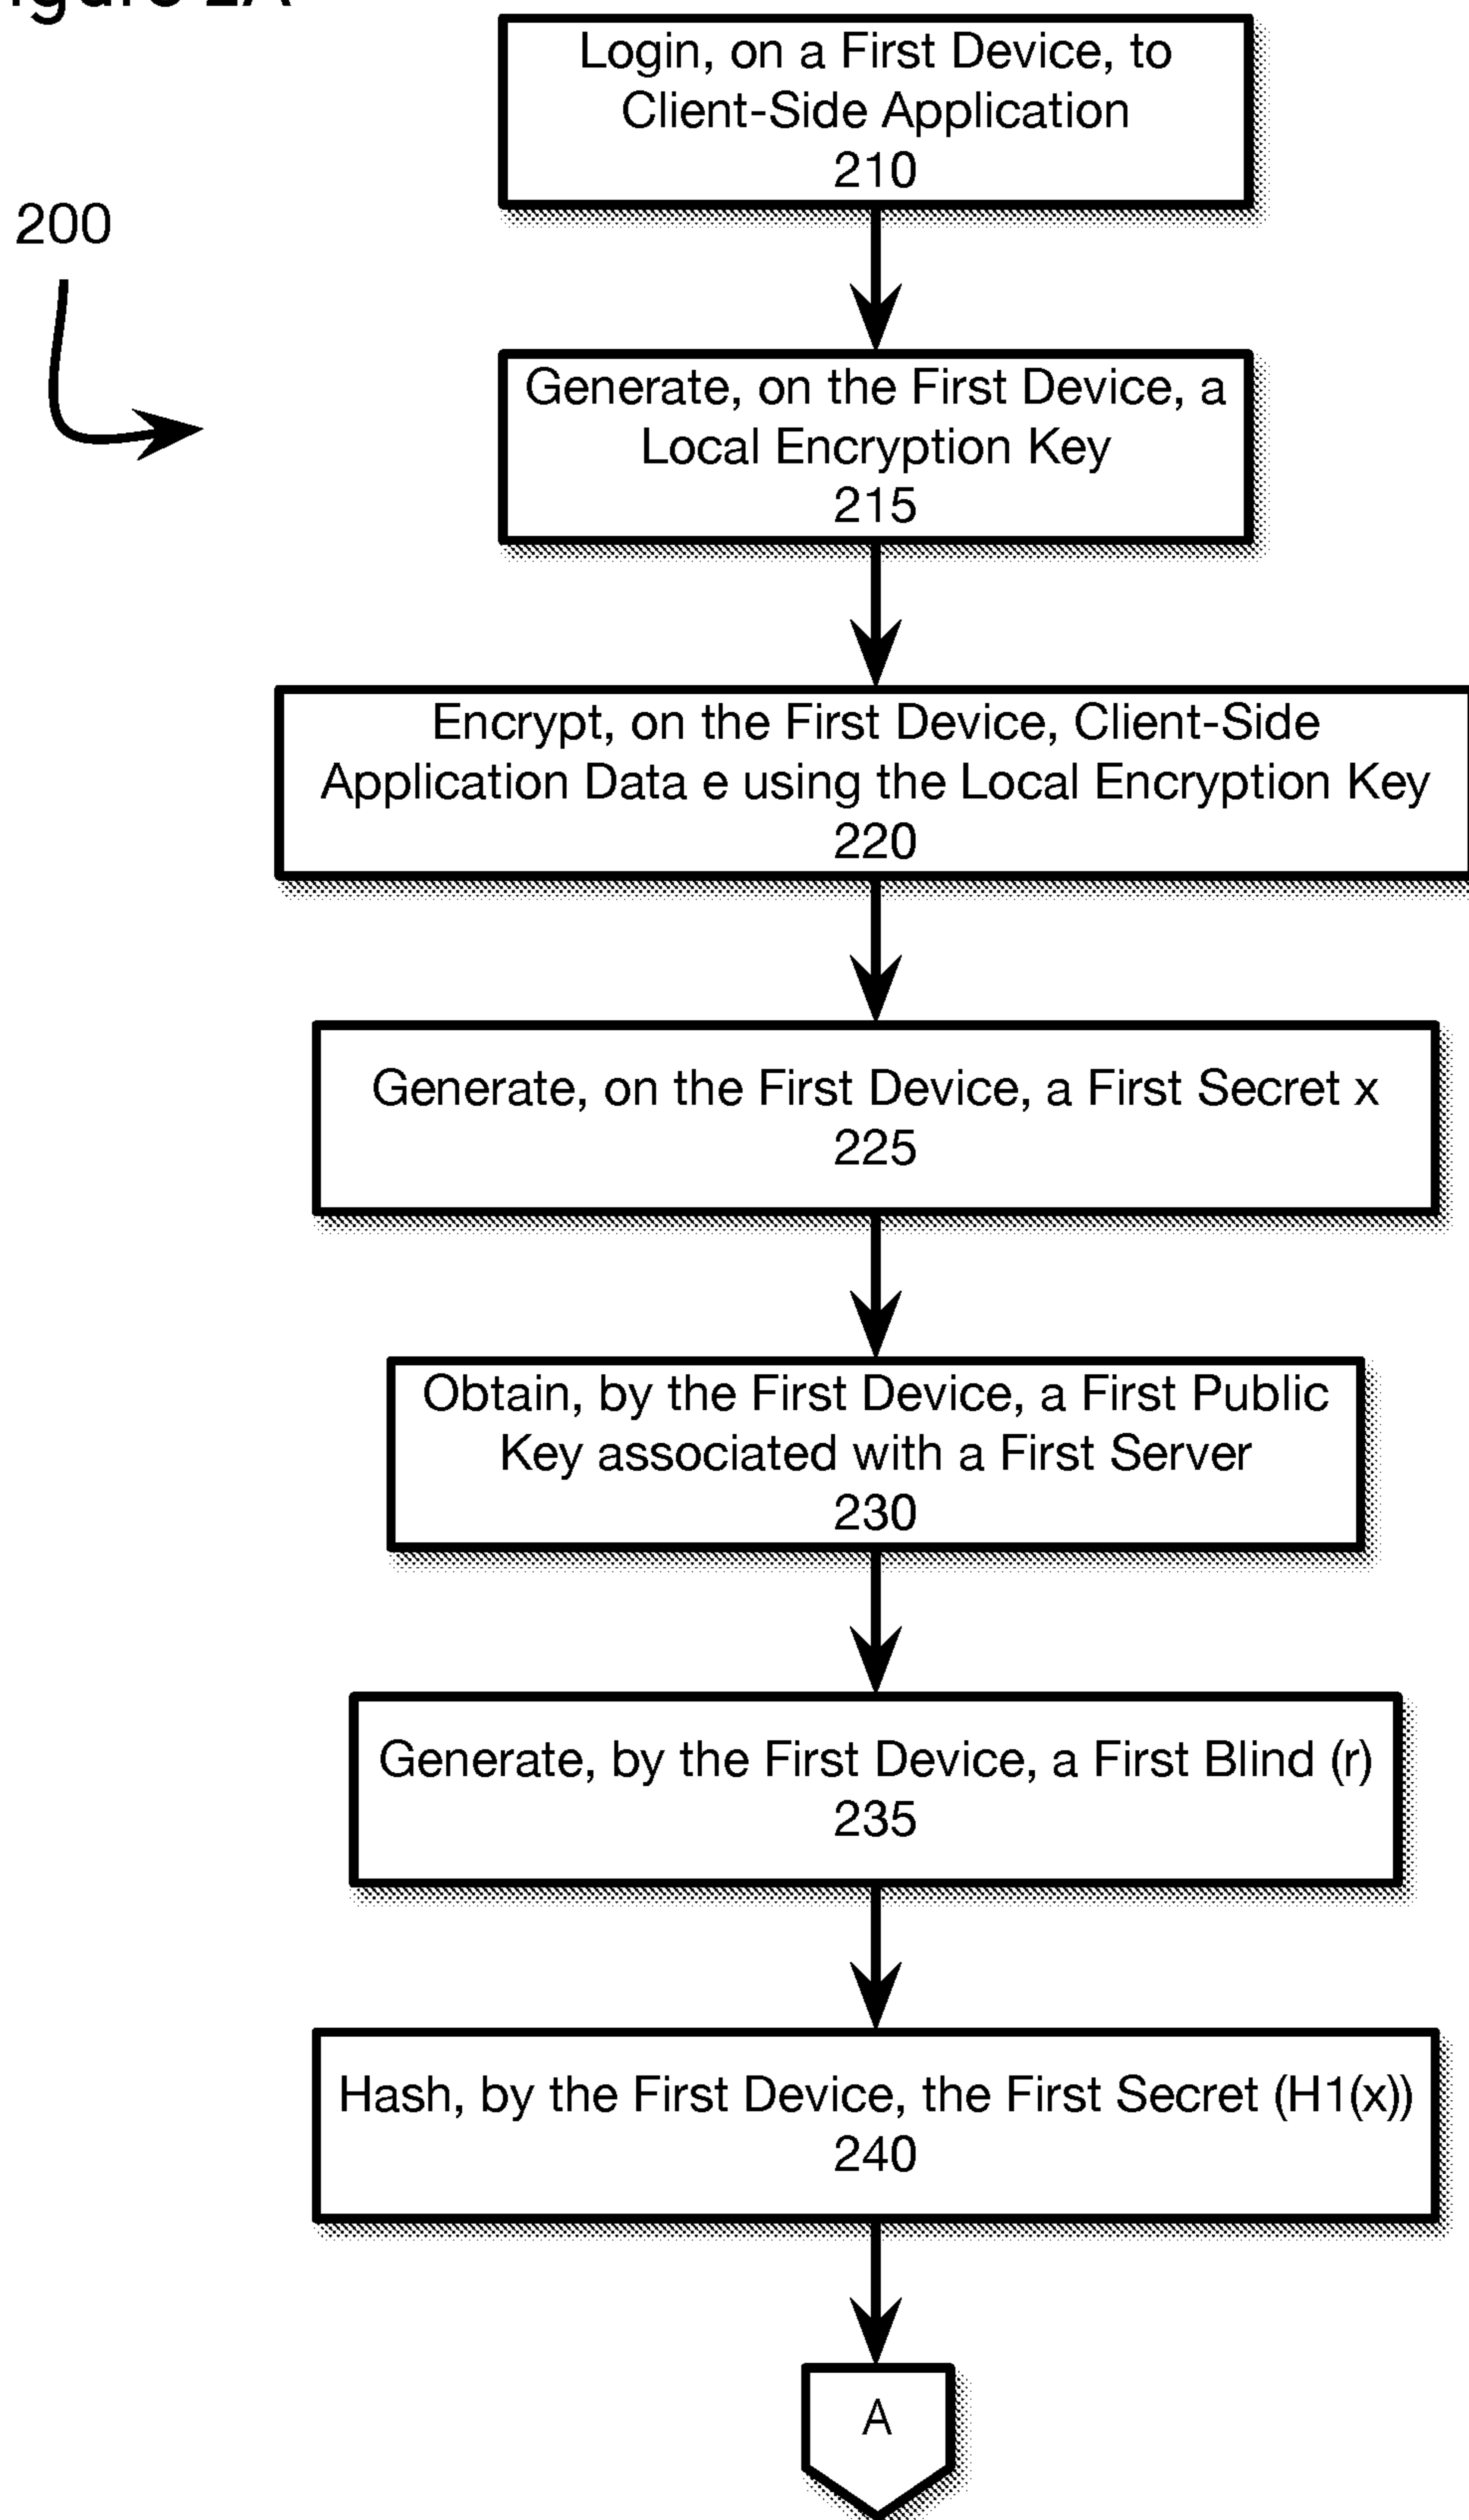 Login, on a First Device, to
Client-Side Application
210
200
Generate, on the First Device, a
Local Encryption Key
215
Encrypt, on the First Device, Client-Side
Application Data e using the Local Encryption Key
220
Generate, on the First Device, a First Secret x
225
Obtain, by the First Device, a First Public
Key associated with a First Server
230
Generate, by the First Device, a First Blind (r)
235
Hash, by the First Device, the First Secret (H1(x))
240
A